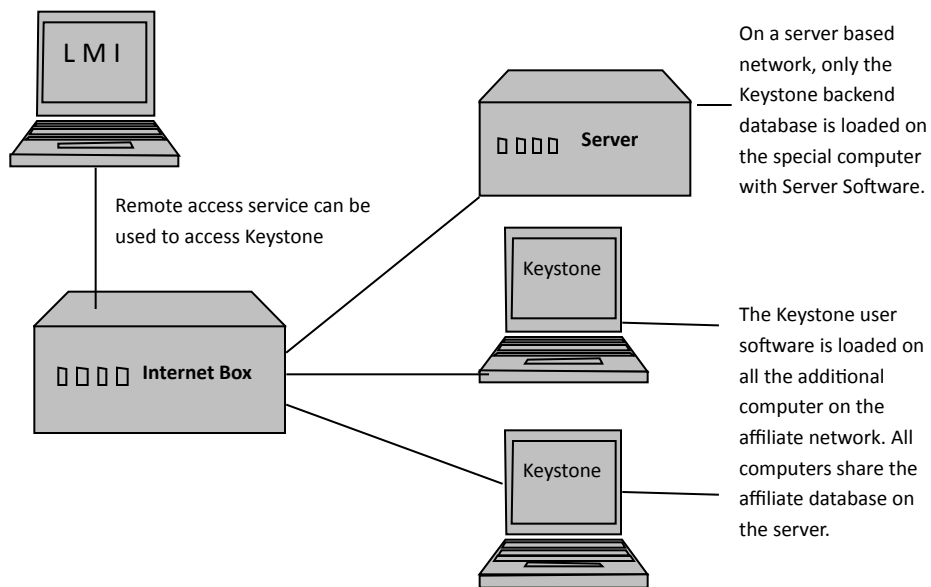 L M I
Remote access service can be
used to access Keystone
Internet Box
Server
On a server based
network, only the
Keystone backend
database is loaded on
the special computer
with Server Software.
Keystone
Keystone
The Keystone user
software is loaded on
all the additional
computer on the
affiliate network. All
computers share the
affiliate database on
the server.